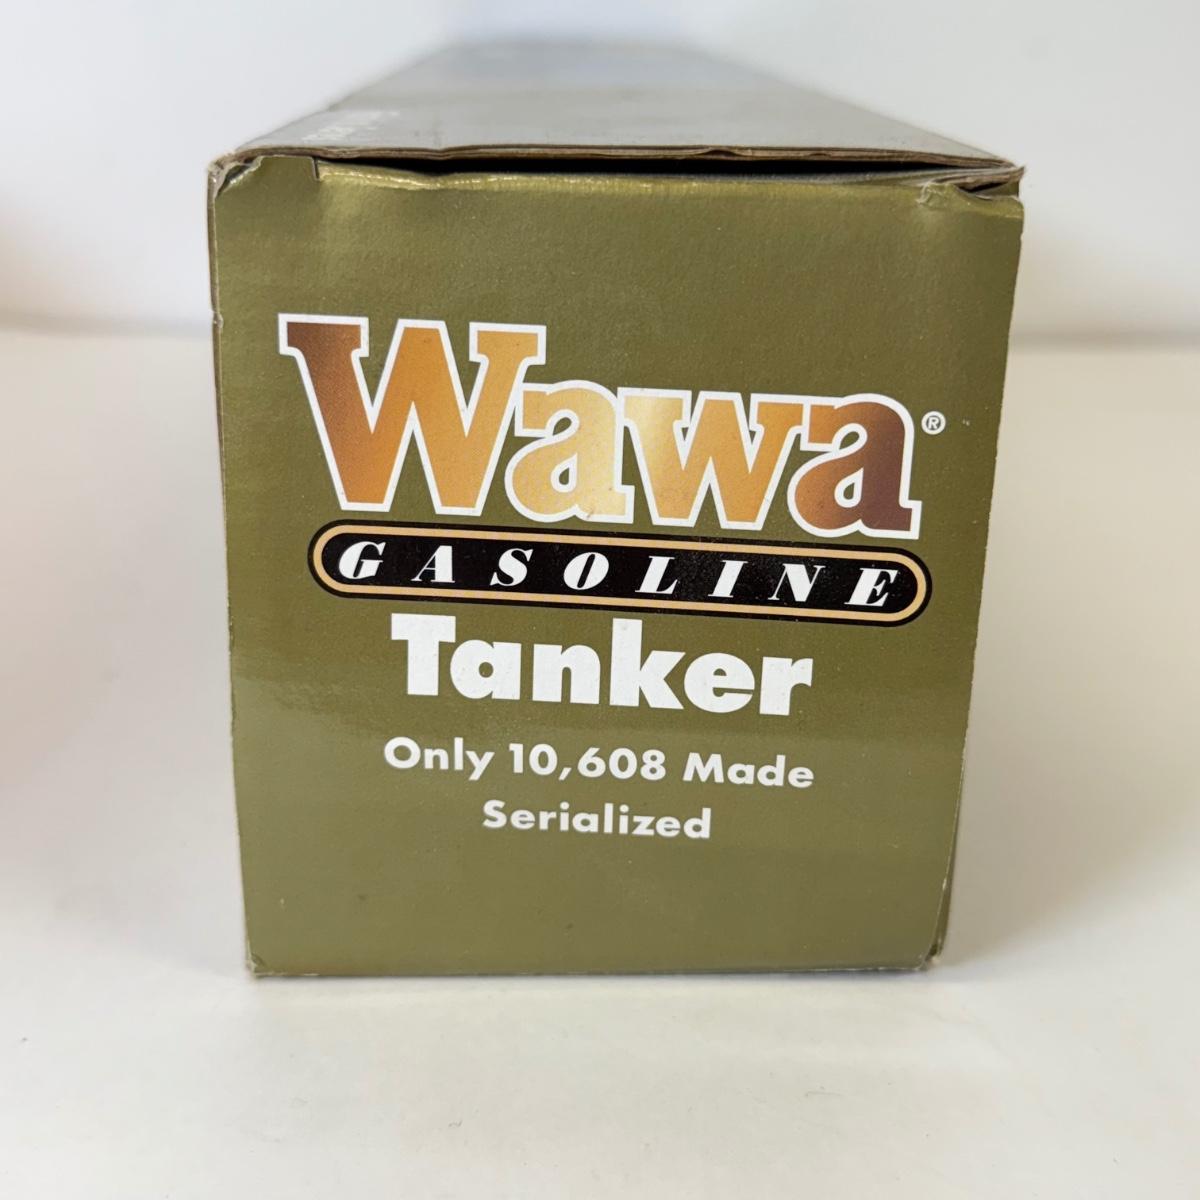 Wawa®
GASOLINE
Tanker
Only 10,608 Made
Serialized